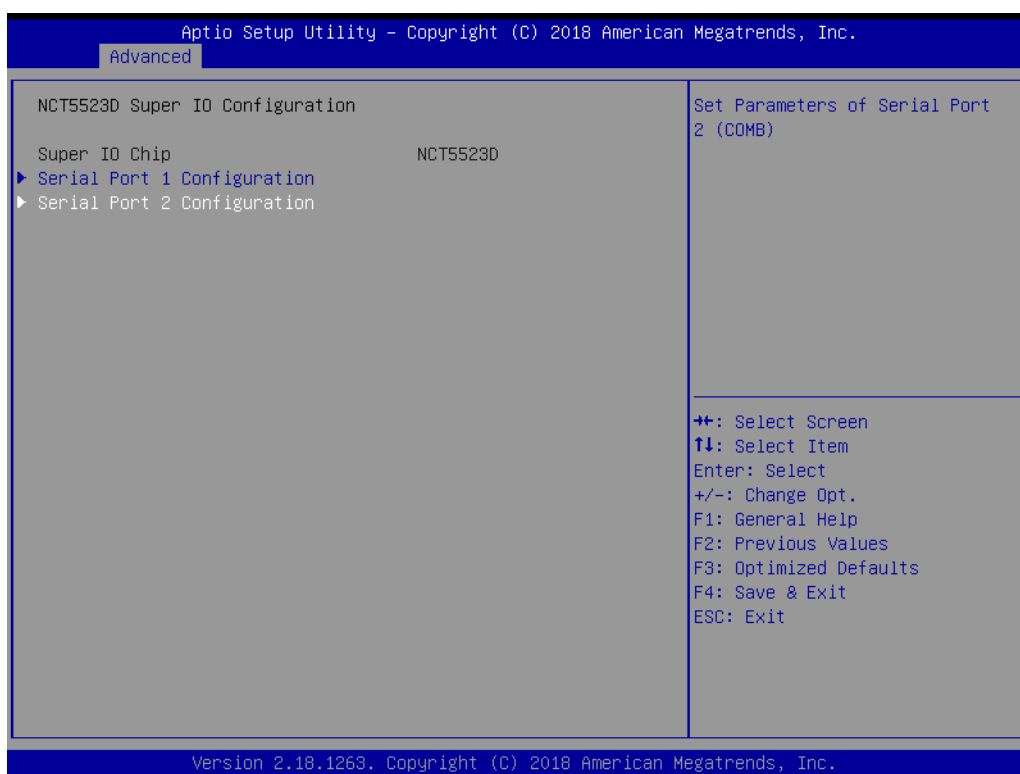 Aptio Setup Utility – Copyright (C) 2018 American Megatrends, Inc.
Advanced
NCT5523D Super IO Configuration
Super IO Chip NCT5523D
▶ Serial Port 1 Configuration
▶ Serial Port 2 Configuration
Set Parameters of Serial Port
2 (COMB)
→←: Select Screen
↑↓: Select Item
Enter: Select
+/-: Change Opt.
F1: General Help
F2: Previous Values
F3: Optimized Defaults
F4: Save & Exit
ESC: Exit
Version 2.18.1263. Copyright (C) 2018 American Megatrends, Inc.